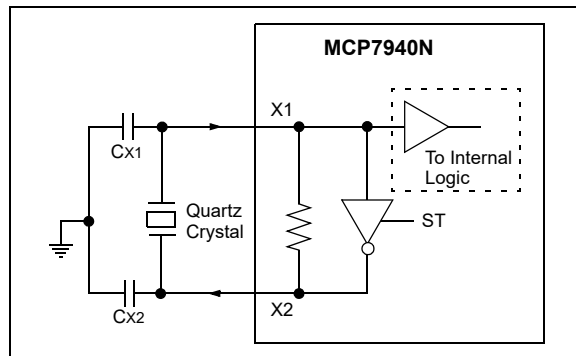 MCP7940N
X1
CX1
To Internal
Logic
Quartz
Crystal
ST
X2
CX2